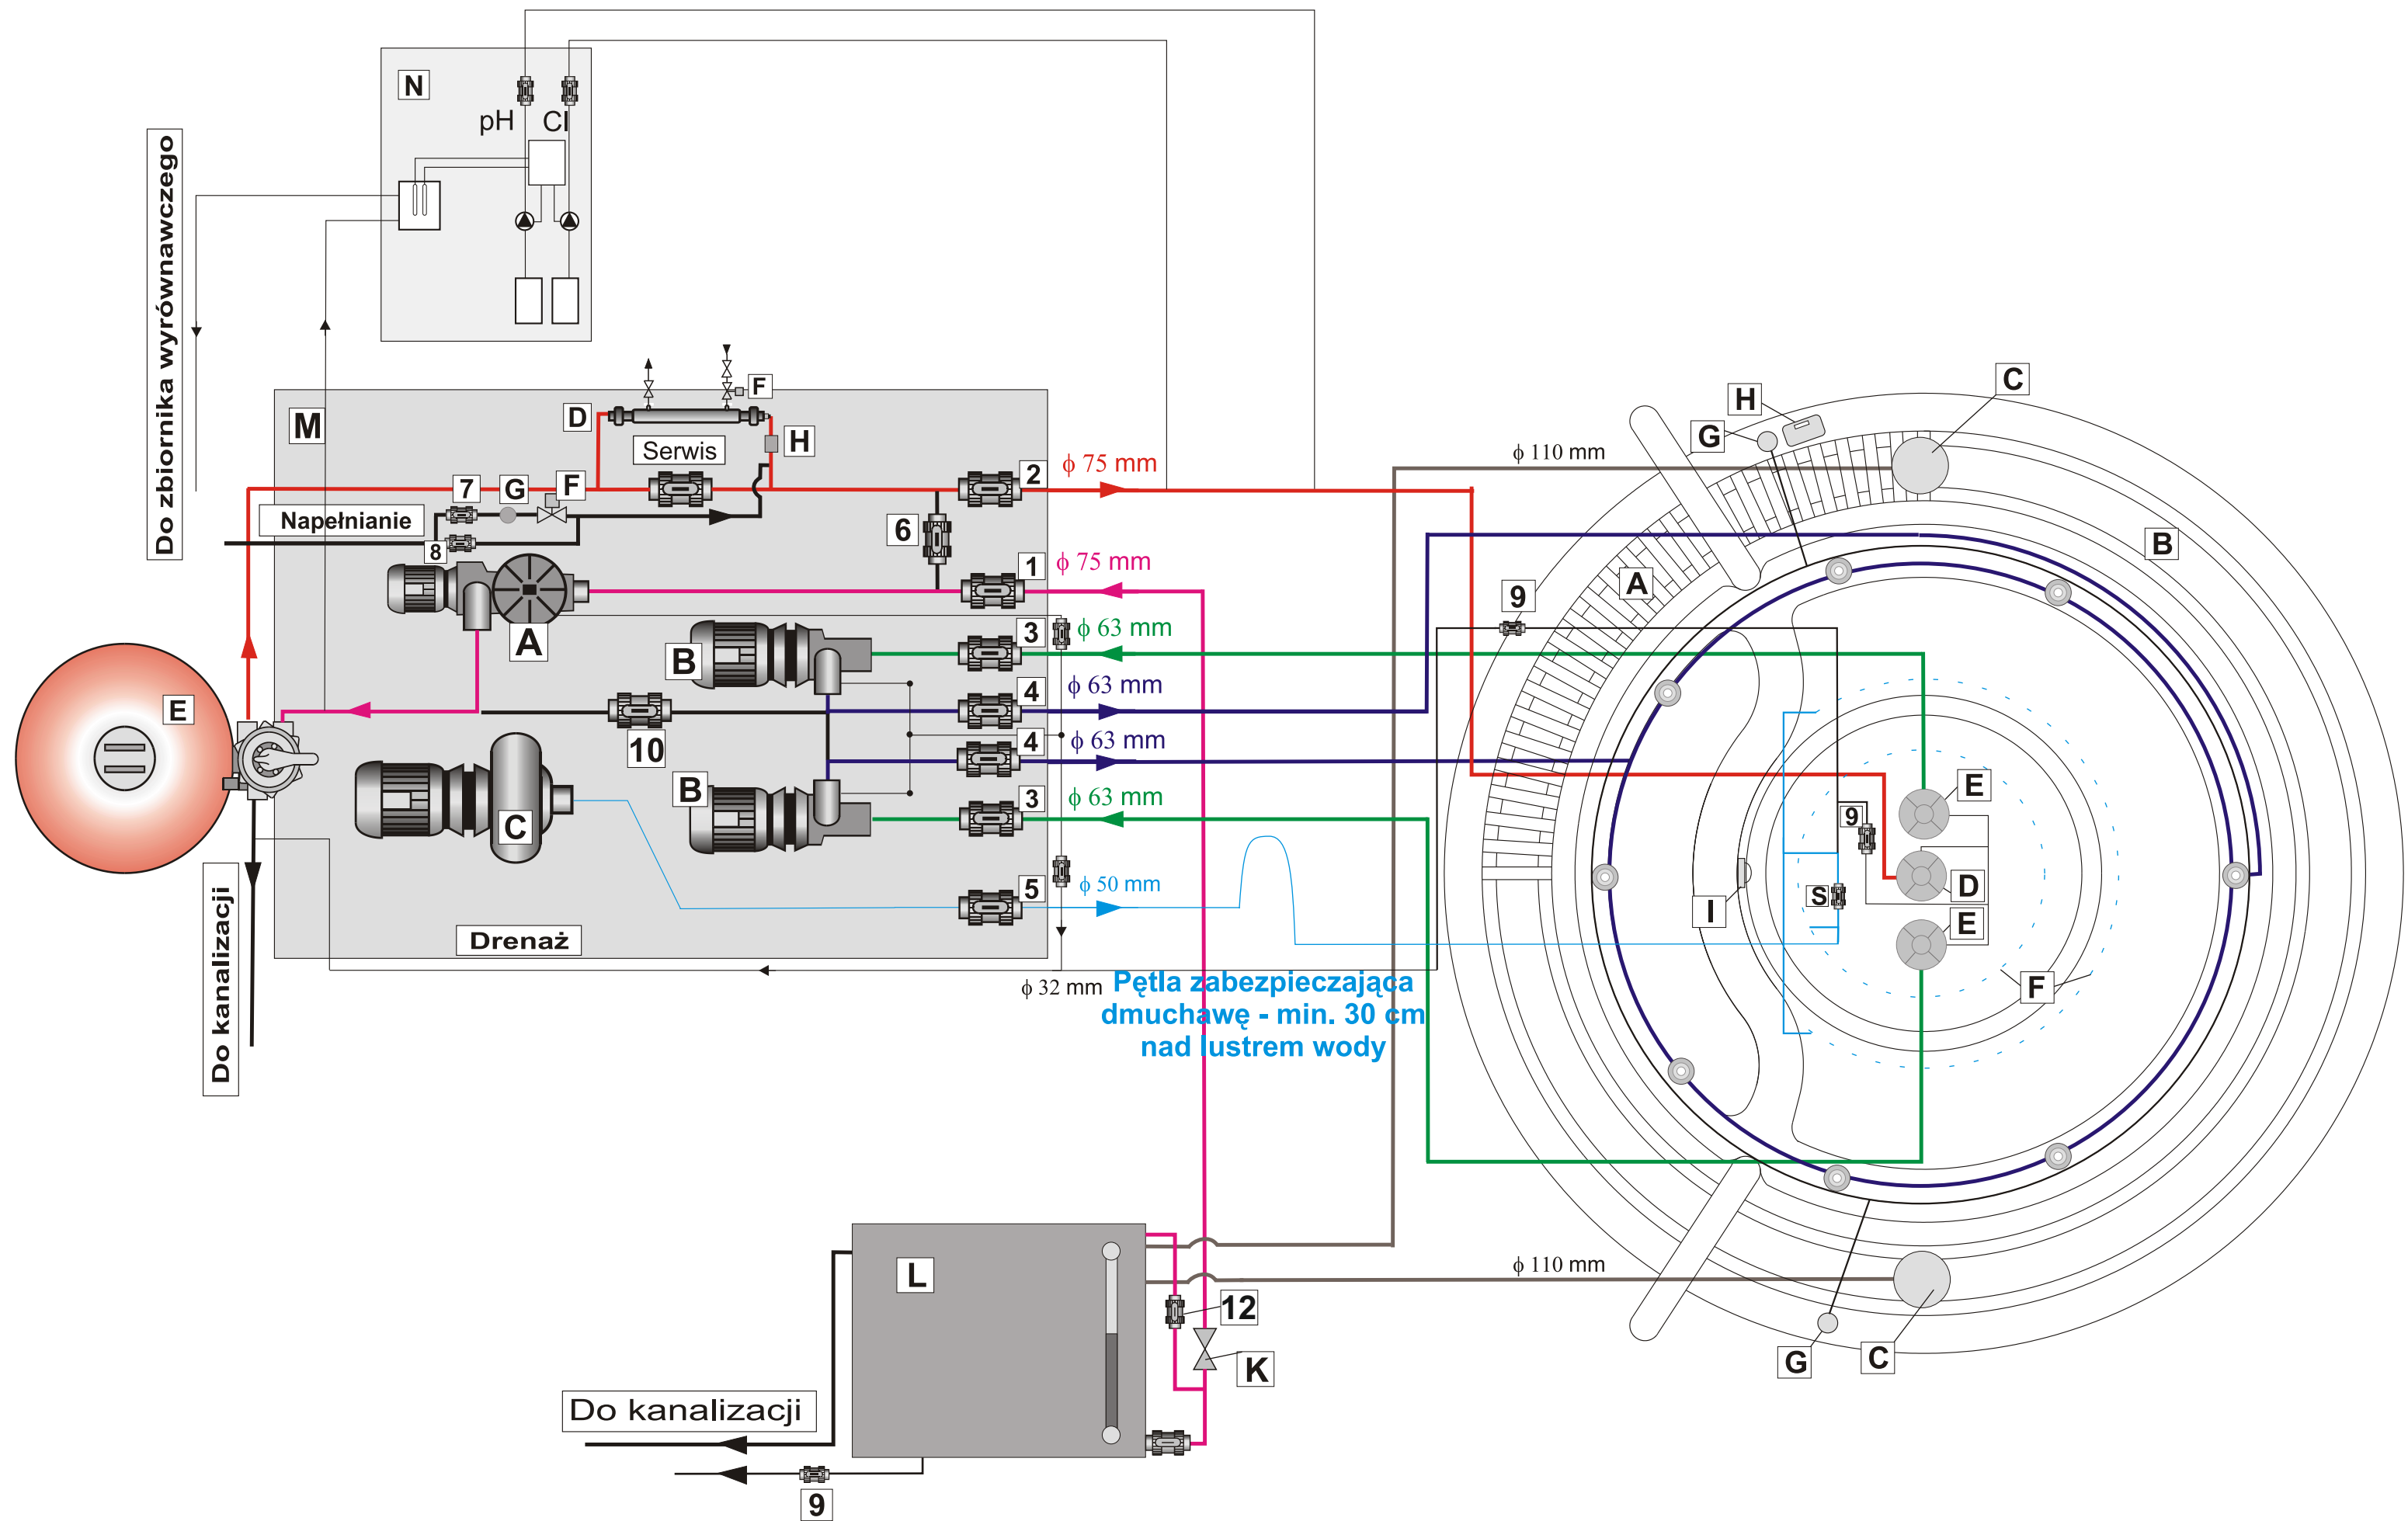 N
pH
Cl
Do zbiornika wyrównawczego
M
D
F
H
Serwis
7
G
F
2
ϕ 75 mm
Napełnianie
8
6
1
ϕ 75 mm
A
3
ϕ 63 mm
B
4
ϕ 63 mm
E
10
4
ϕ 63 mm
B
3
ϕ 63 mm
C
5
ϕ 50 mm
Drenaż
Do kanalizacji
ϕ 32 mm
Pętla zabezpieczająca
dmuchawę - min. 30 cm
nad lustrem wody
C
H
G
ϕ 110 mm
B
A
9
E
9
D
S
I
E
F
ϕ 110 mm
G
C
L
12
K
Do kanalizacji
9